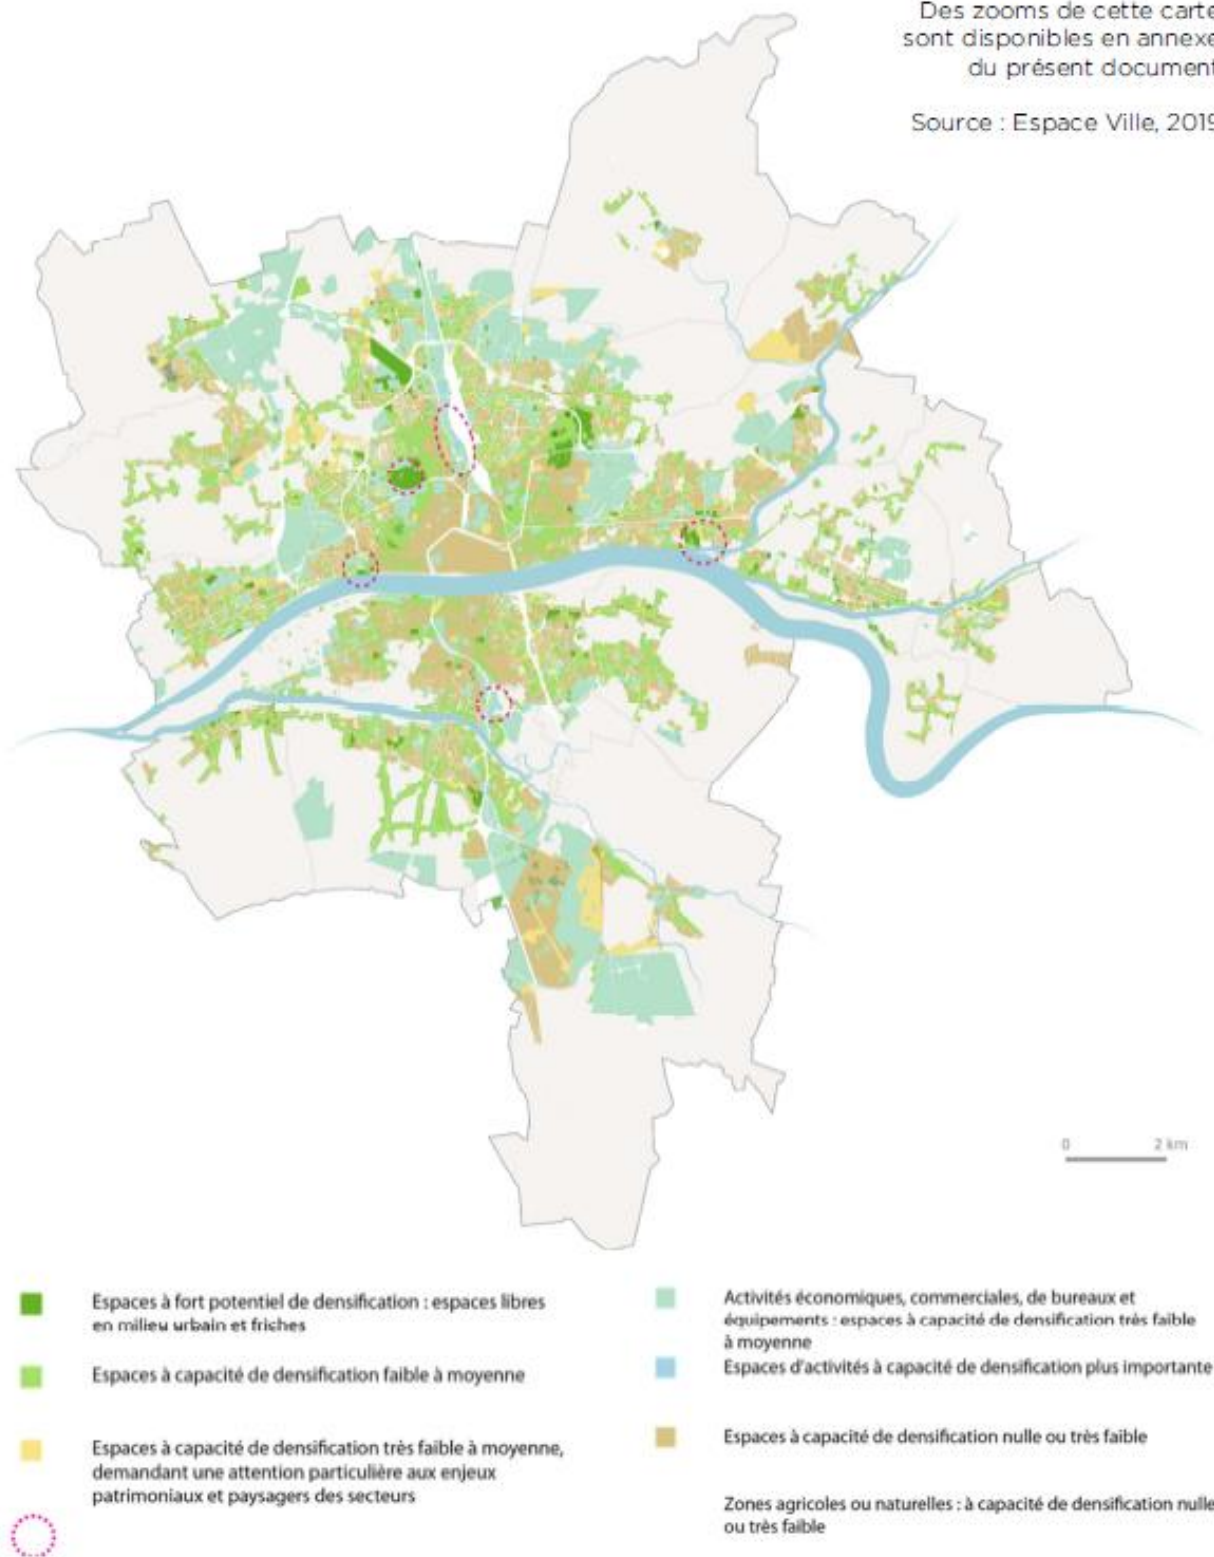 Des zooms de cette carte
sont disponibles en annexe
du présent document
Source : Espace Ville, 2019
0 2 km
Espaces à fort potentiel de densification : espaces libres
en milieu urbain et friches
Espaces à capacité de densification faible à moyenne
Espaces à capacité de densification très faible à moyenne,
demandant une attention particulière aux enjeux
patrimoniaux et paysagers des secteurs
Activités économiques, commerciales, de bureaux et
équipements : espaces à capacité de densification très faible
à moyenne
Espaces d'activités à capacité de densification plus importante
Espaces à capacité de densification nulle ou très faible
Zones agricoles ou naturelles : à capacité de densification nulle
ou très faible